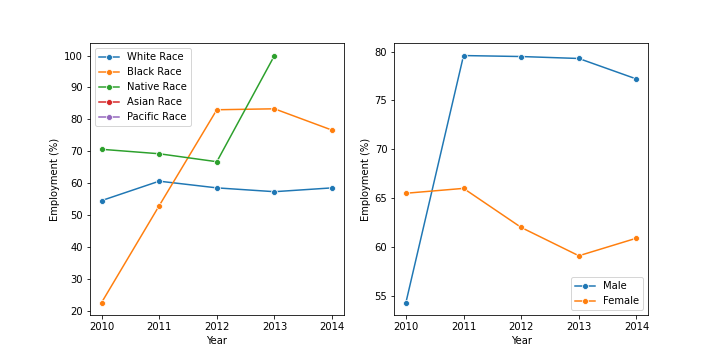 White Race
Black Race
Native Race
Asian Race
Pacific Race
100
90
80
70
60
50
40
30
20
Employment (%)
2010 2011 2012 2013 2014
Year
80
75
70
65
60
55
Employment (%)
Male
Female
2010 2011 2012 2013 2014
Year